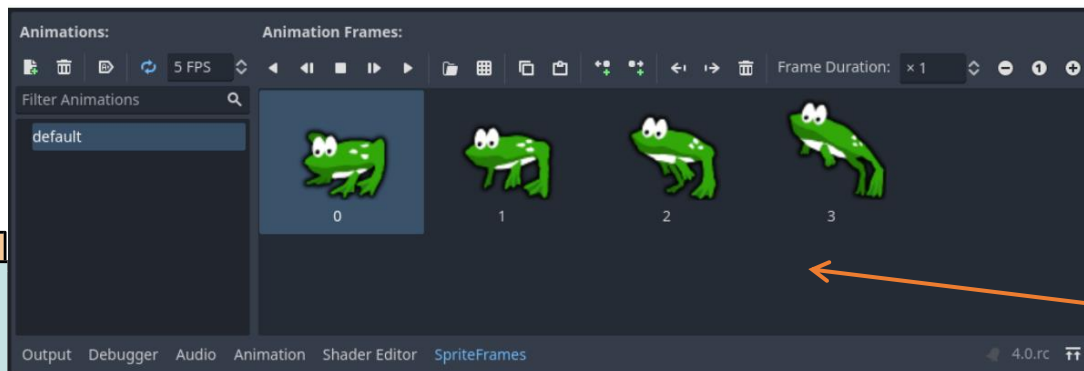 Animations:
Animation Frames:
5 FPS
Frame Duration: × 1
Filter Animations
default
0 1 2 3
Output Debugger Audio Animation Shader Editor SpriteFrames 4.0.rc